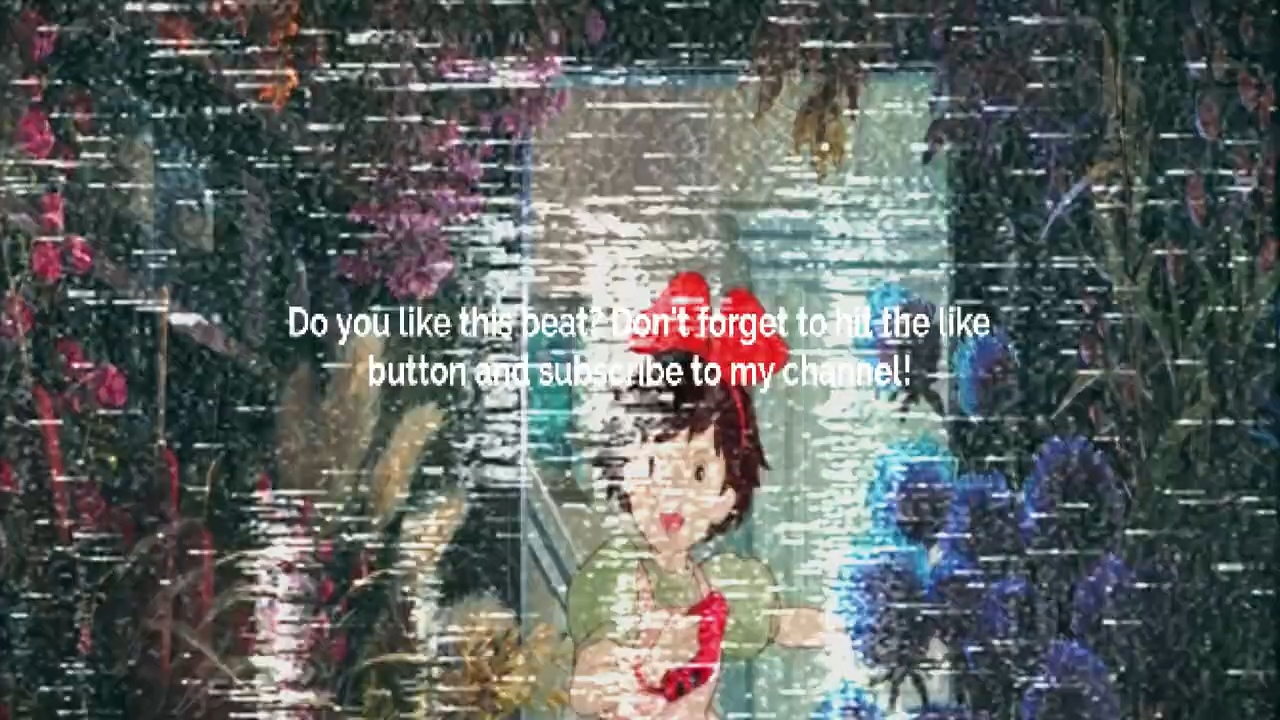 Do you like this beat? Don't forget to hit the like
button and subscribe to my channel!